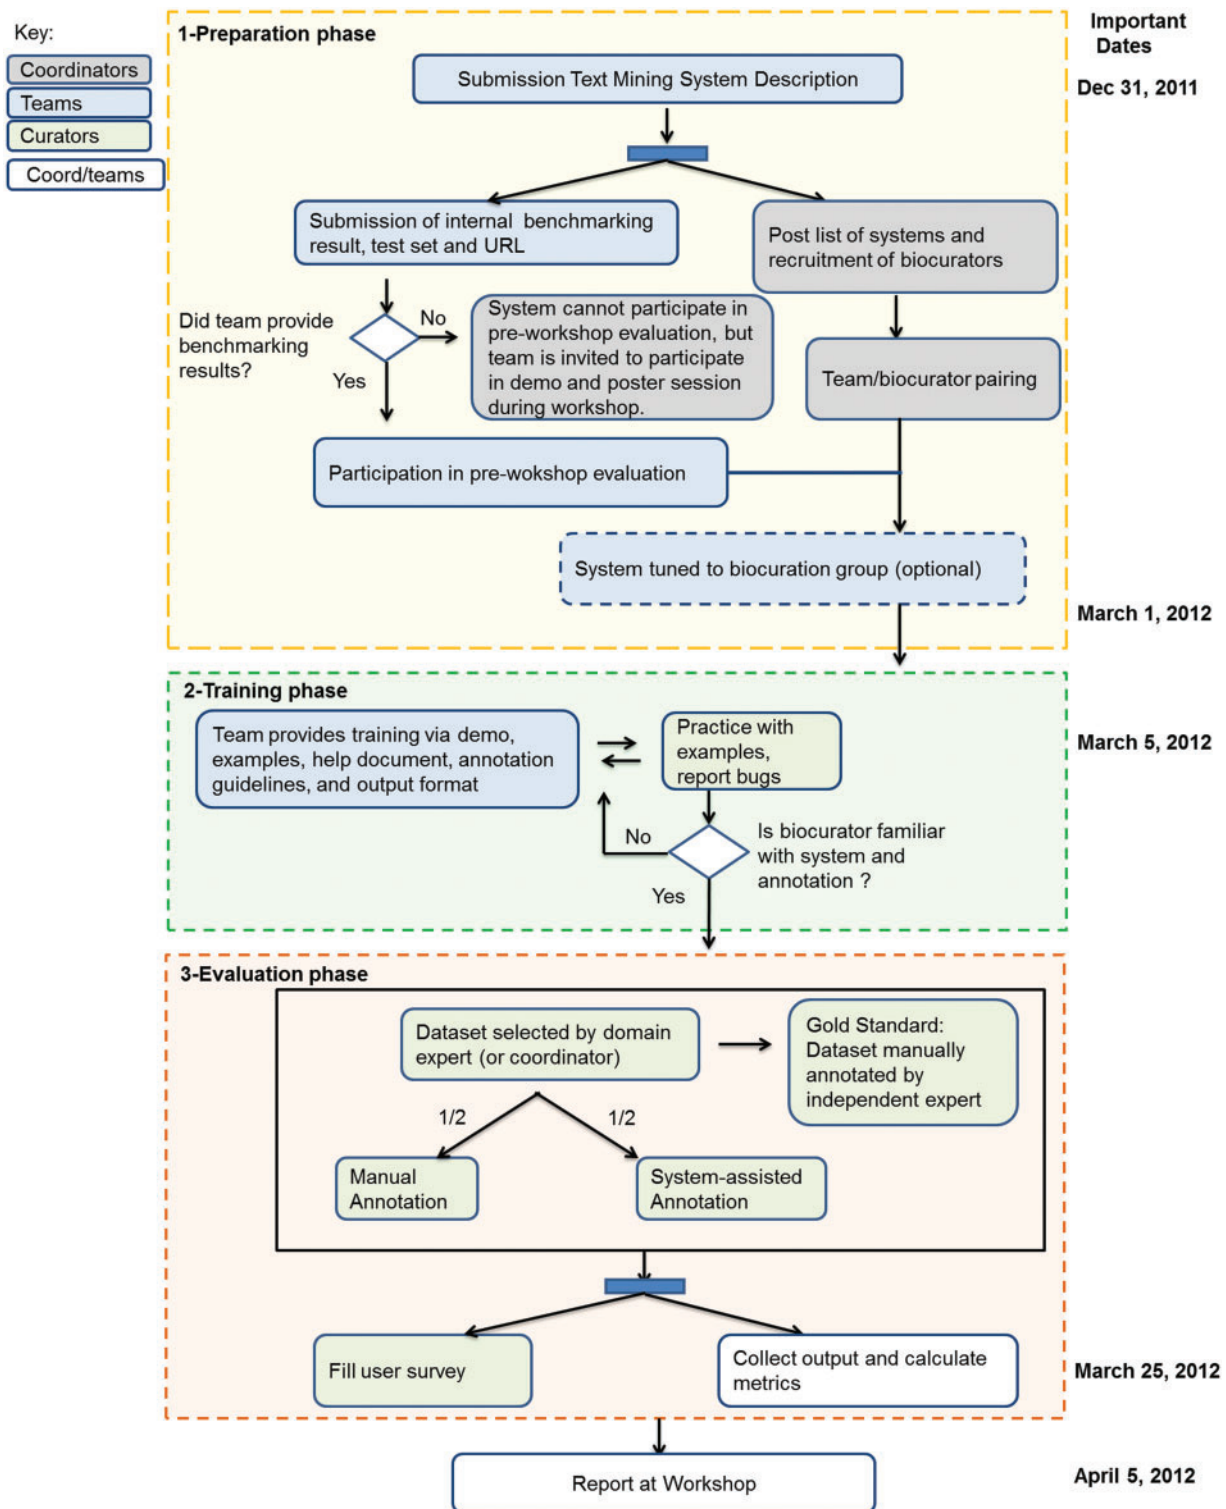 Key:
Coordinators
Teams
Curators
Coord/teams
Important
Dates
1-Preparation phase
Submission Text Mining System Description
Dec 31, 2011
Submission of internal benchmarking
result, test set and URL
Post list of systems and
recruitment of biocurators
Did team provide
benchmarking
results?
No
Yes
System cannot participate in
pre-workshop evaluation, but
team is invited to participate
in demo and poster session
during workshop.
Team/biocurator pairing
Participation in pre-wokshop evaluation
System tuned to biocuration group (optional)
March 1, 2012
2-Training phase
Team provides training via demo,
examples, help document, annotation
guidelines, and output format
Practice with
examples,
report bugs
March 5, 2012
No
Is biocurator familiar
with system and
annotation ?
Yes
3-Evaluation phase
Dataset selected by domain
expert (or coordinator)
Gold Standard:
Dataset manually
annotated by
independent expert
1/2
1/2
Manual
Annotation
System-assisted
Annotation
Fill user survey
Collect output and calculate
metrics
March 25, 2012
Report at Workshop
April 5, 2012